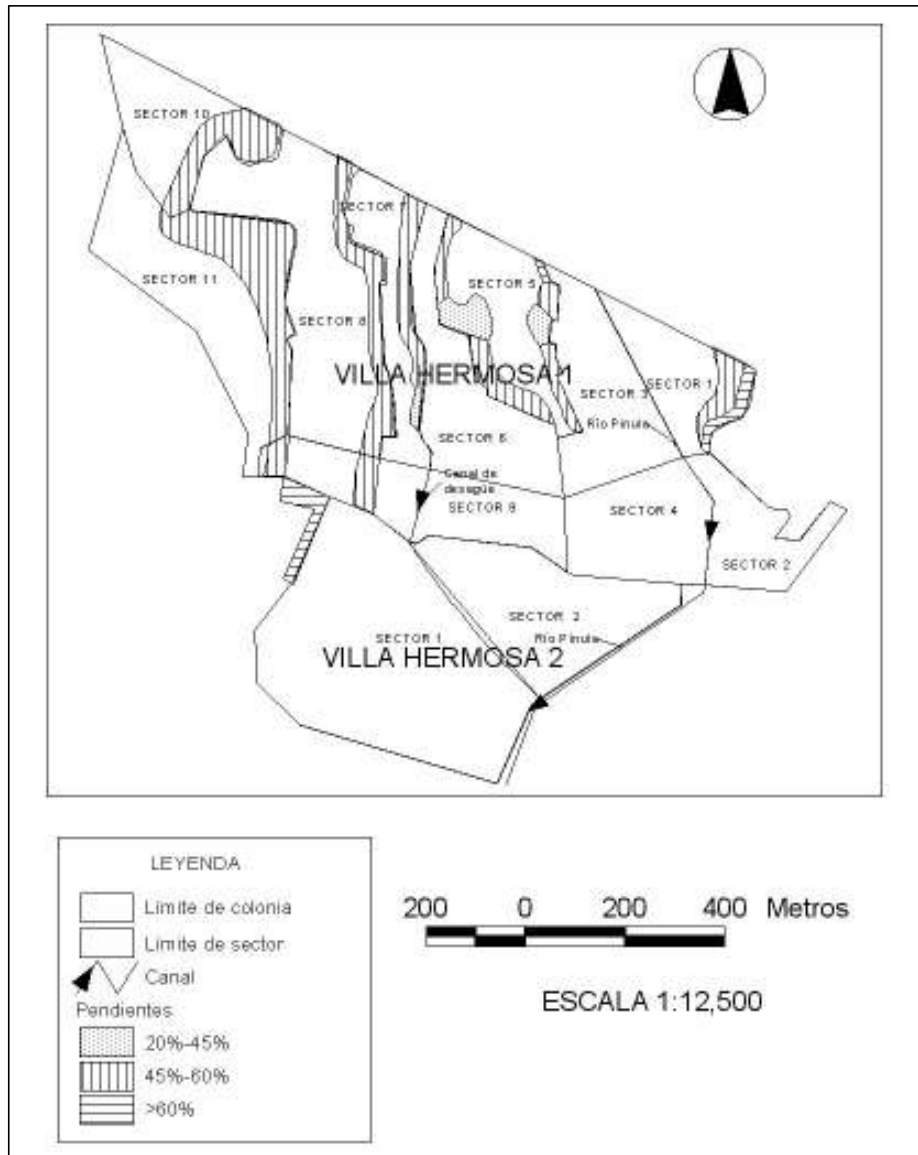 SECTOR 10
SECTOR 7
SECTOR 11
SECTOR 5
SECTOR 8
VILLA HERMOSA 1
SECTOR 1
SECTOR 3
Río Pinula
SECTOR 6
Canal de
desagüe
SECTOR 9
SECTOR 4
SECTOR 2
SECTOR 2
SECTOR 1
Río Pinula
VILLA HERMOSA 2
LEYENDA
Límite de colonia
Límite de sector
Canal
Pendientes
20%-45%
45%-60%
>60%
200 0 200 400 Metros
ESCALA 1:12,500